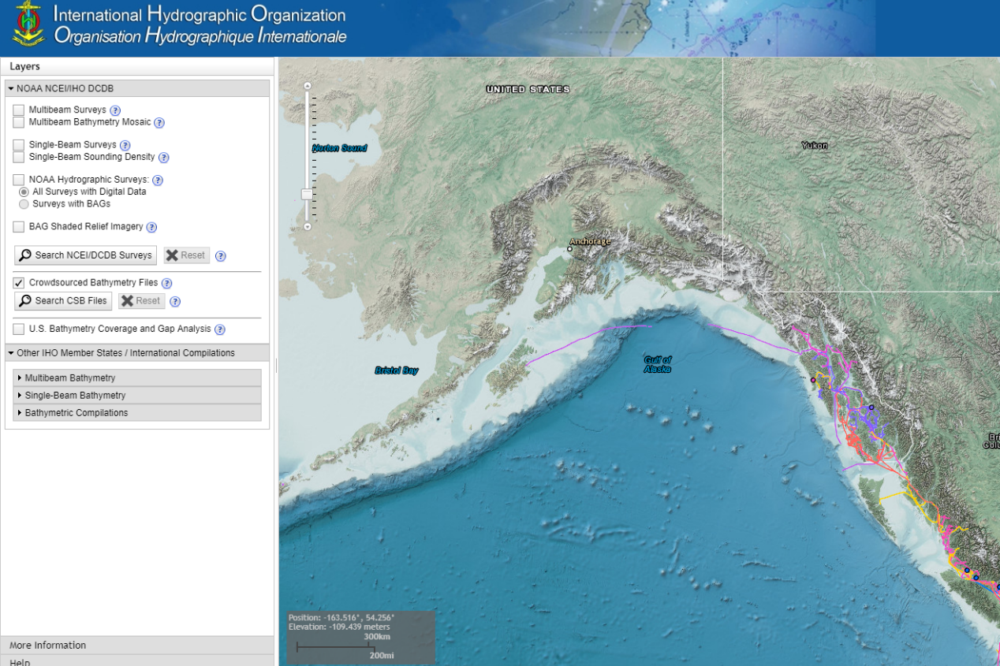 International Hydrographic Organization
Organisation Hydrographique Internationale
Layers
NOAA NCEI/IHO DCDB
Multibeam Surveys ?
Multibeam Bathymetry Mosaic ?
Single-Beam Surveys ?
Single-Beam Sounding Density ?
NOAA Hydrographic Surveys: ?
All Surveys with Digital Data
Surveys with BAGs
BAG Shaded Relief Imagery ?
Search NCEI/DCDB Surveys Reset ?
Crowdsourced Bathymetry Files ?
Search CSB Files Reset ?
U.S. Bathymetry Coverage and Gap Analysis ?
Other IHO Member States / International Compilations
Multibeam Bathymetry
Single-Beam Bathymetry
Bathymetric Compilations
More Information
Help
UNITED STATES
Norton Sound
Yukon
Anchorage
Bristol Bay
Gulf of
Alaska
Bri
Colu
Position: -163.516°, 54.256°
Elevation: -109.439 meters
300km
200mi